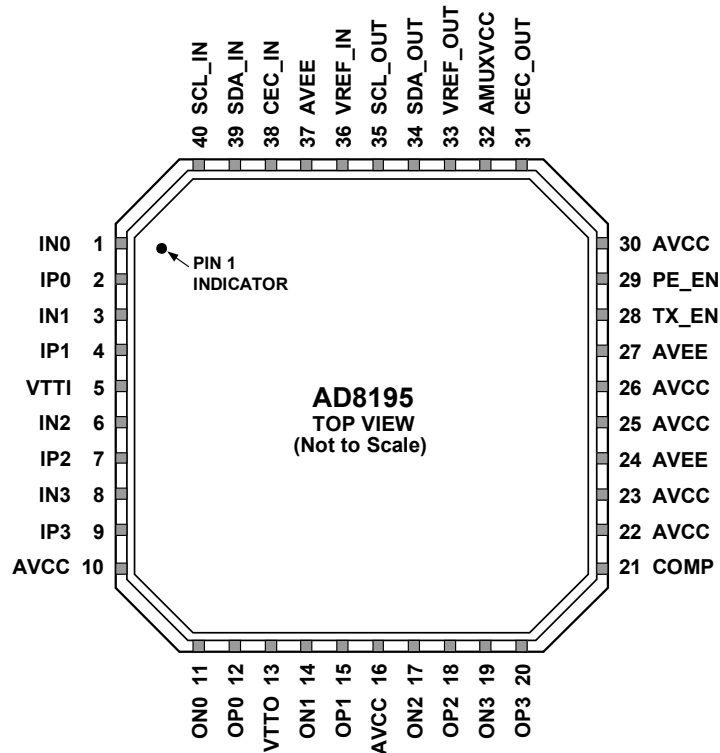 40 SCL_IN
39 SDA_IN
38 CEC_IN
37 AVEE
36 VREF_IN
35 SCL_OUT
34 SDA_OUT
33 VREF_OUT
32 AMUXVCC
31 CEC_OUT
IN0 1
IP0 2
IN1 3
IP1 4
VTTI 5
IN2 6
IP2 7
IN3 8
IP3 9
AVCC 10
PIN 1
INDICATOR
AD8195
TOP VIEW
(Not to Scale)
30 AVCC
29 PE_EN
28 TX_EN
27 AVEE
26 AVCC
25 AVCC
24 AVEE
23 AVCC
22 AVCC
21 COMP
ON0 11
OP0 12
VTTO 13
ON1 14
OP1 15
AVCC 16
ON2 17
OP2 18
ON3 19
OP3 20